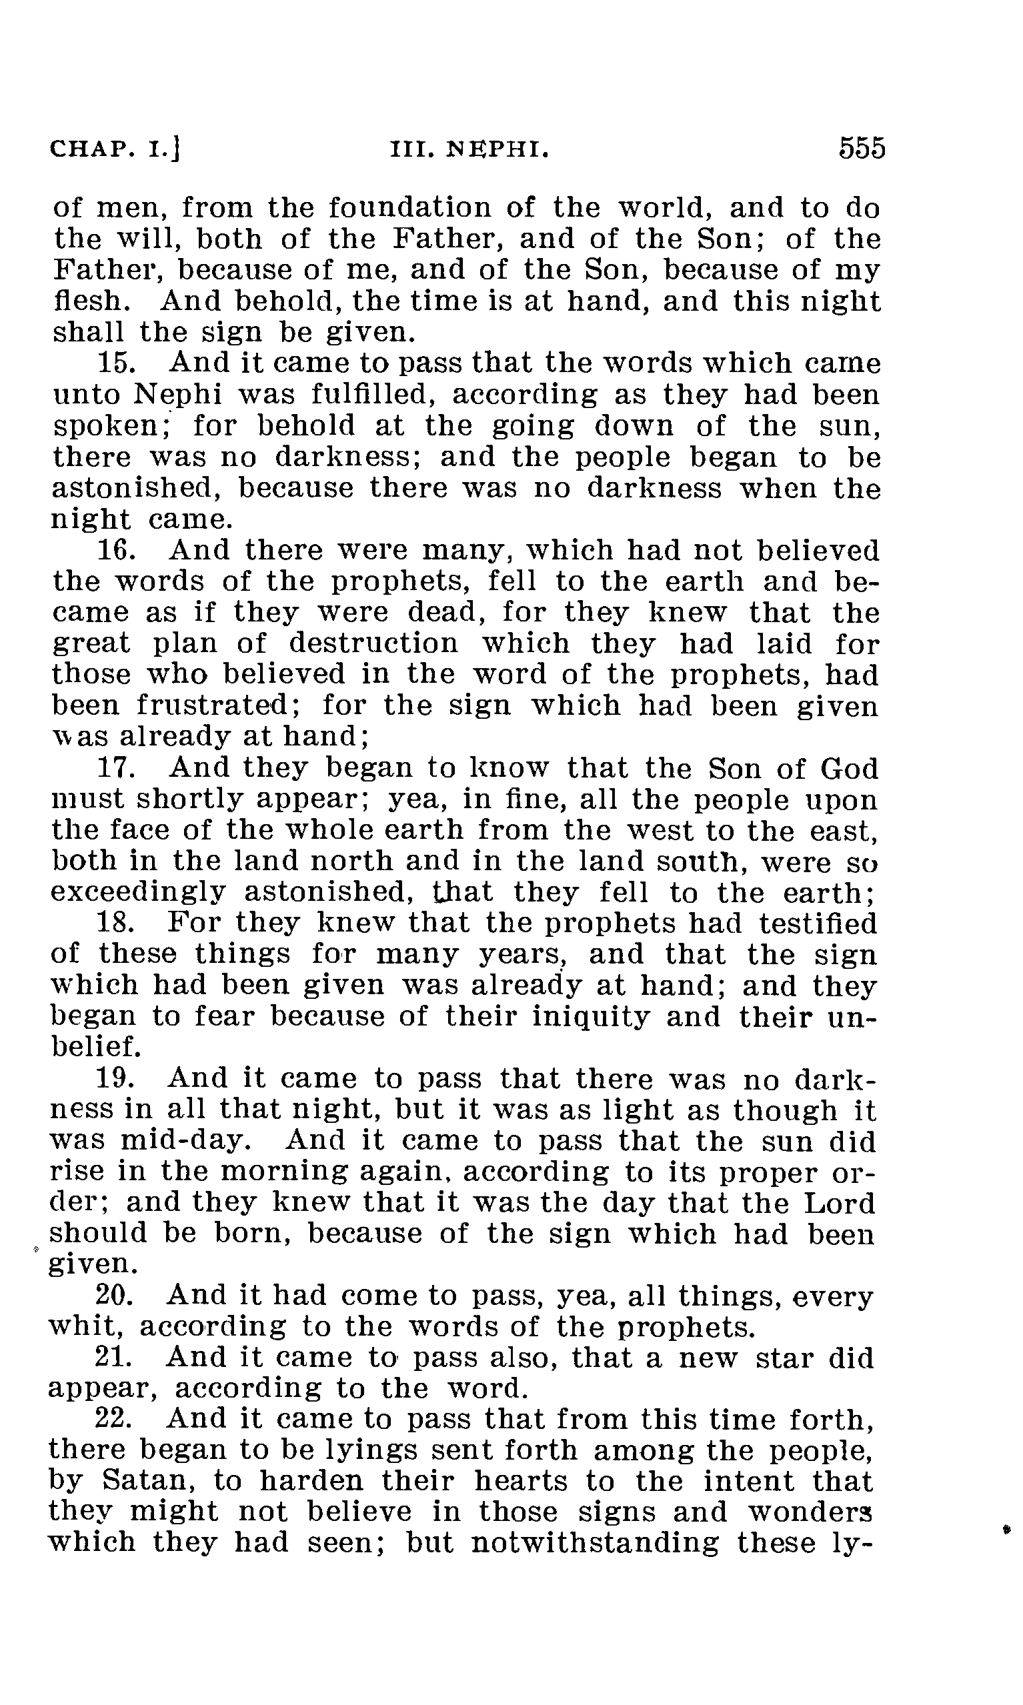 CHAP. I.] III. NEPHI. 555
of men, from the foundation of the world, and to do
the will, both of the Father, and of the Son; of the
Father, because of me, and of the Son, because of my
flesh. And behold, the time is at hand, and this night
shall the sign be given.
15. And it came to pass that the words which came
unto Nephi was fulfilled, according as they had been
spoken; for behold at the going down of the sun,
there was no darkness; and the people began to be
astonished, because there was no darkness when the
night came.
16. And there were many, which had not believed
the words of the prophets, fell to the earth and be-
came as if they were dead, for they knew that the
great plan of destruction which they had laid for
those who believed in the word of the prophets, had
been frustrated; for the sign which had been given
was already at hand;
17. And they began to know that the Son of God
must shortly appear; yea, in fine, all the people upon
the face of the whole earth from the west to the east,
both in the land north and in the land south, were so
exceedingly astonished, that they fell to the earth;
18. For they knew that the prophets had testified
of these things for many years, and that the sign
which had been given was already at hand; and they
began to fear because of their iniquity and their un-
belief.
19. And it came to pass that there was no dark-
ness in all that night, but it was as light as though it
was mid-day. And it came to pass that the sun did
rise in the morning again, according to its proper or-
der; and they knew that it was the day that the Lord
should be born, because of the sign which had been
given.
20. And it had come to pass, yea, all things, every
whit, according to the words of the prophets.
21. And it came to pass also, that a new star did
appear, according to the word.
22. And it came to pass that from this time forth,
there began to be lyings sent forth among the people,
by Satan, to harden their hearts to the intent that
they might not believe in those signs and wonders
which they had seen; but notwithstanding these ly-